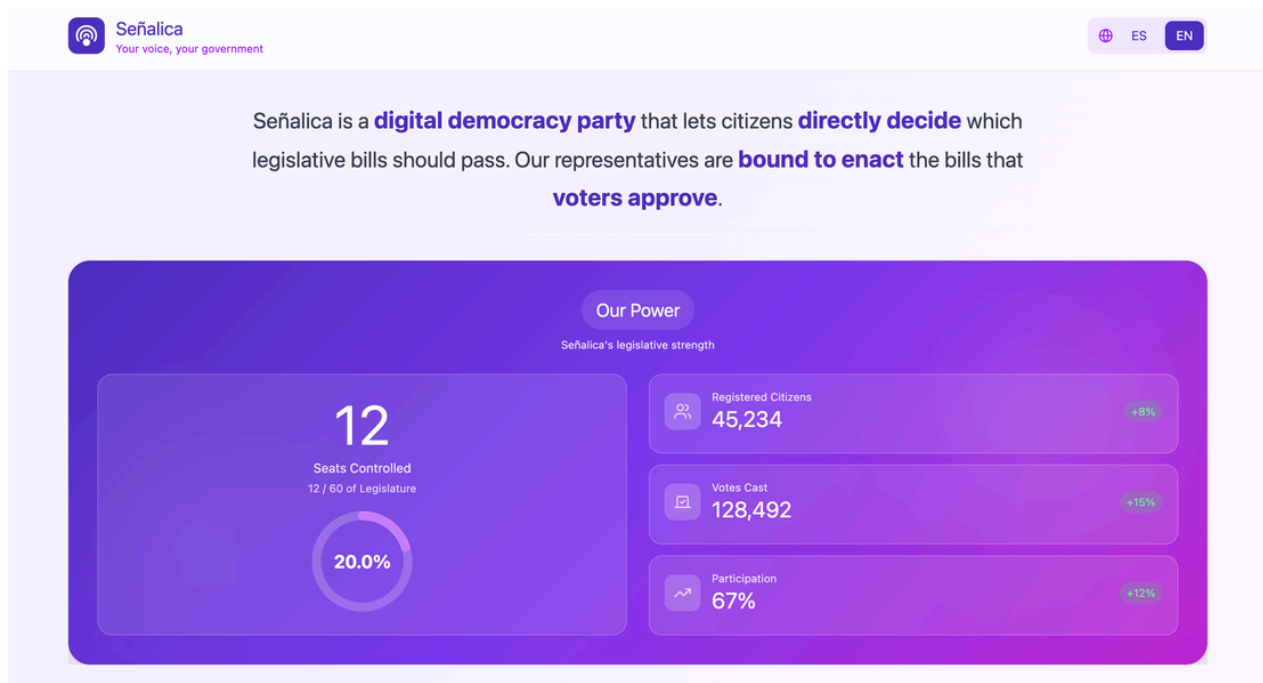 Señalica
Your voice, your government
ES
EN
Señalica is a digital democracy party that lets citizens directly decide which
legislative bills should pass. Our representatives are bound to enact the bills that
voters approve.
Our Power
Señalica's legislative strength
12
Seats Controlled
12 / 60 of Legislature
20.0%
Registered Citizens
45,234
+8%
Votes Cast
128,492
+15%
Participation
67%
+12%